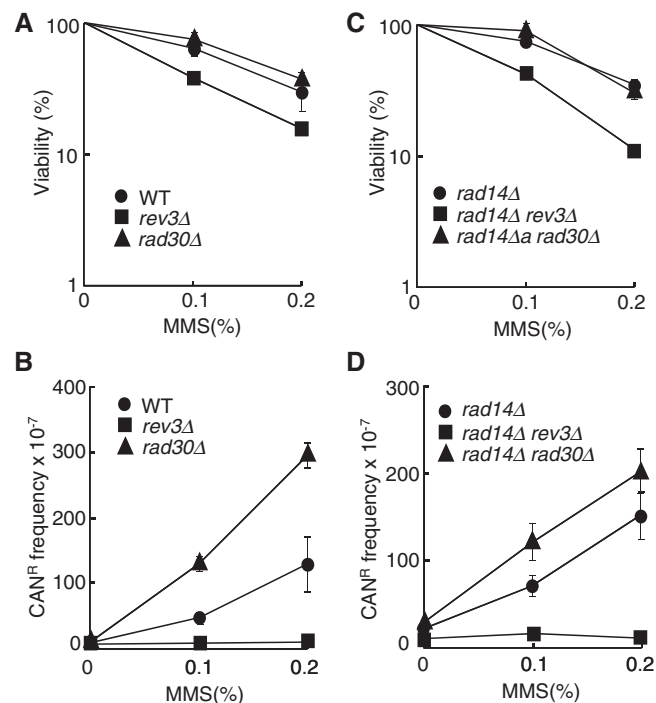 A
100
10
1
Viability (%)
WT
rev3Δ
rad30Δ
0
0.1
0.2
MMS(%)
C
100
10
1
Viability (%)
rad14Δ
rad14Δ rev3Δ
rad14Δa rad30Δ
0
0.1
0.2
MMS(%)
B
400
300
200
100
0
CANᴿ frequency x 10⁻⁷
WT
rev3Δ
rad30Δ
0
0.1
0.2
MMS(%)
D
300
200
100
0
CANᴿ frequency x 10⁻⁷
rad14Δ
rad14Δ rev3Δ
rad14Δ rad30Δ
0
0.1
0.2
MMS(%)